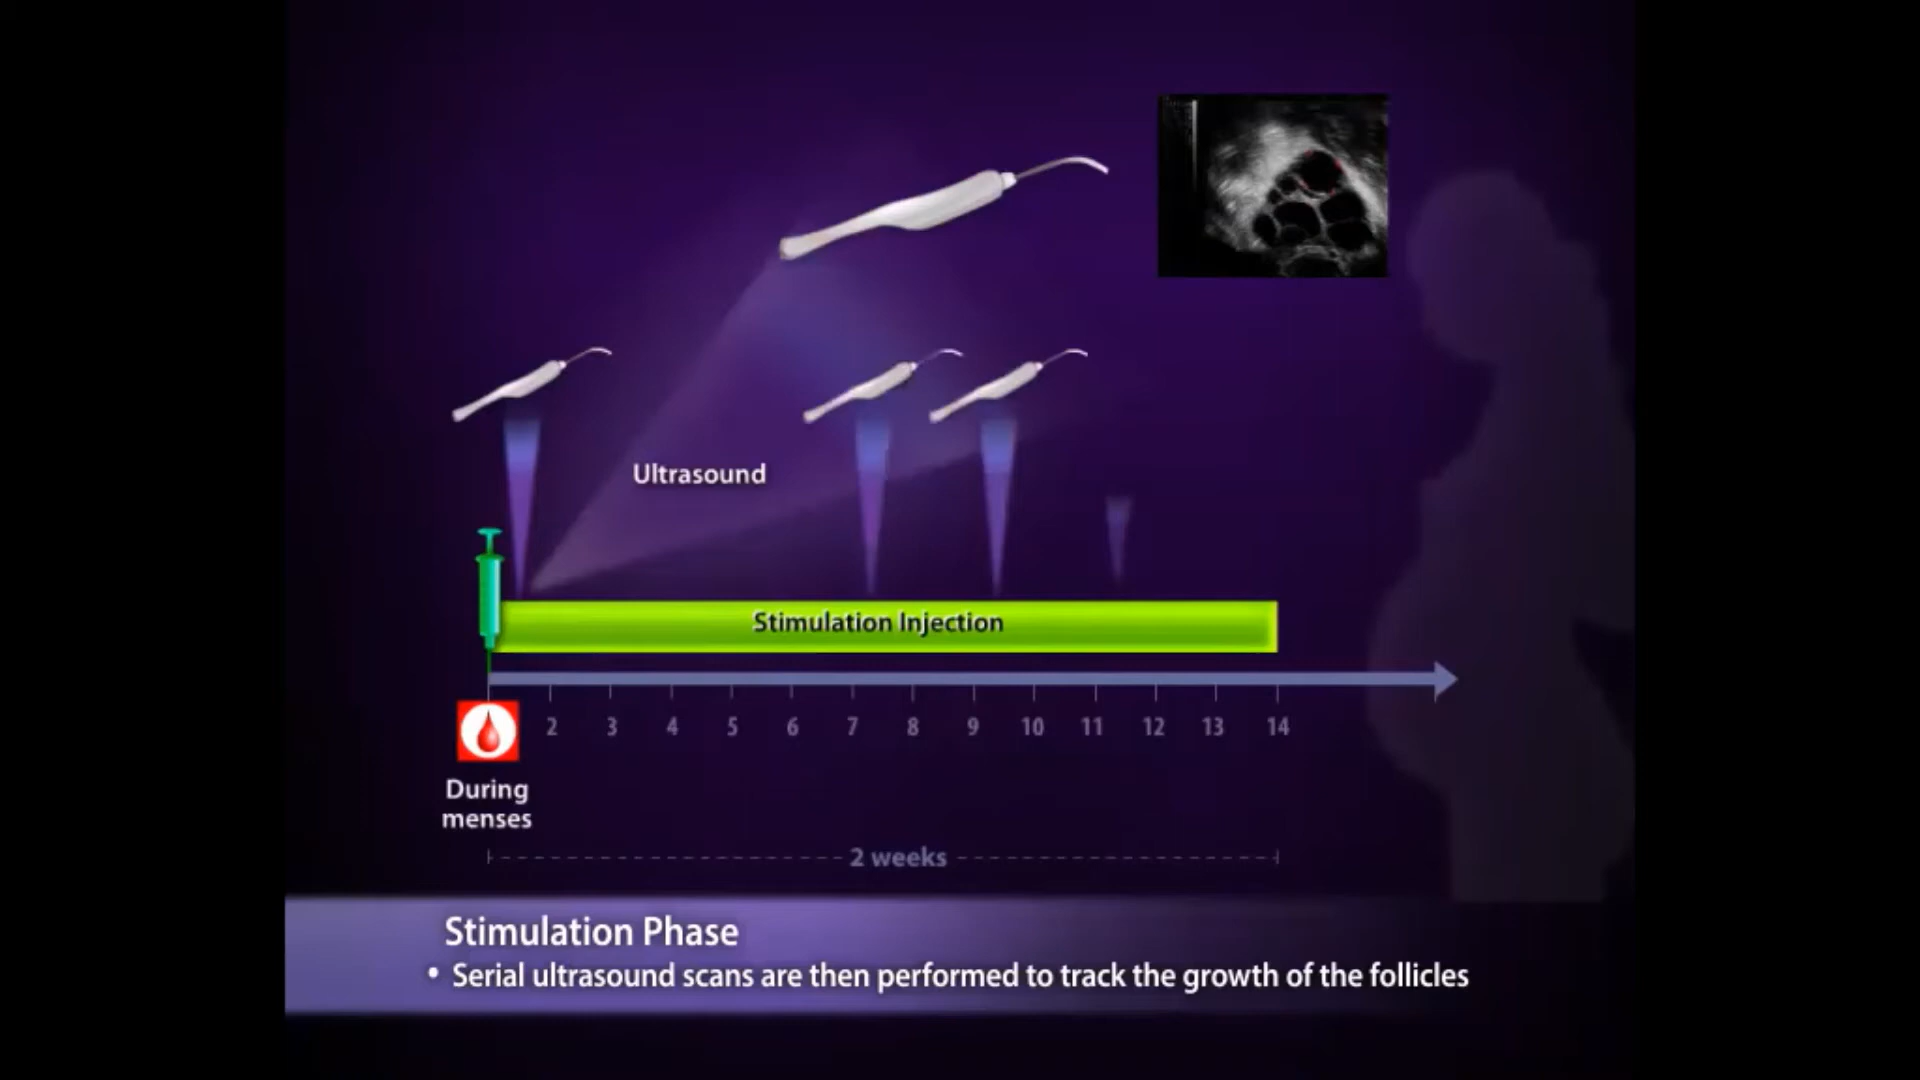 Ultrasound
Stimulation Injection
2 3 4 5 6 7 8 9 10 11 12 13 14
During
menses
2 weeks
Stimulation Phase
• Serial ultrasound scans are then performed to track the growth of the follicles